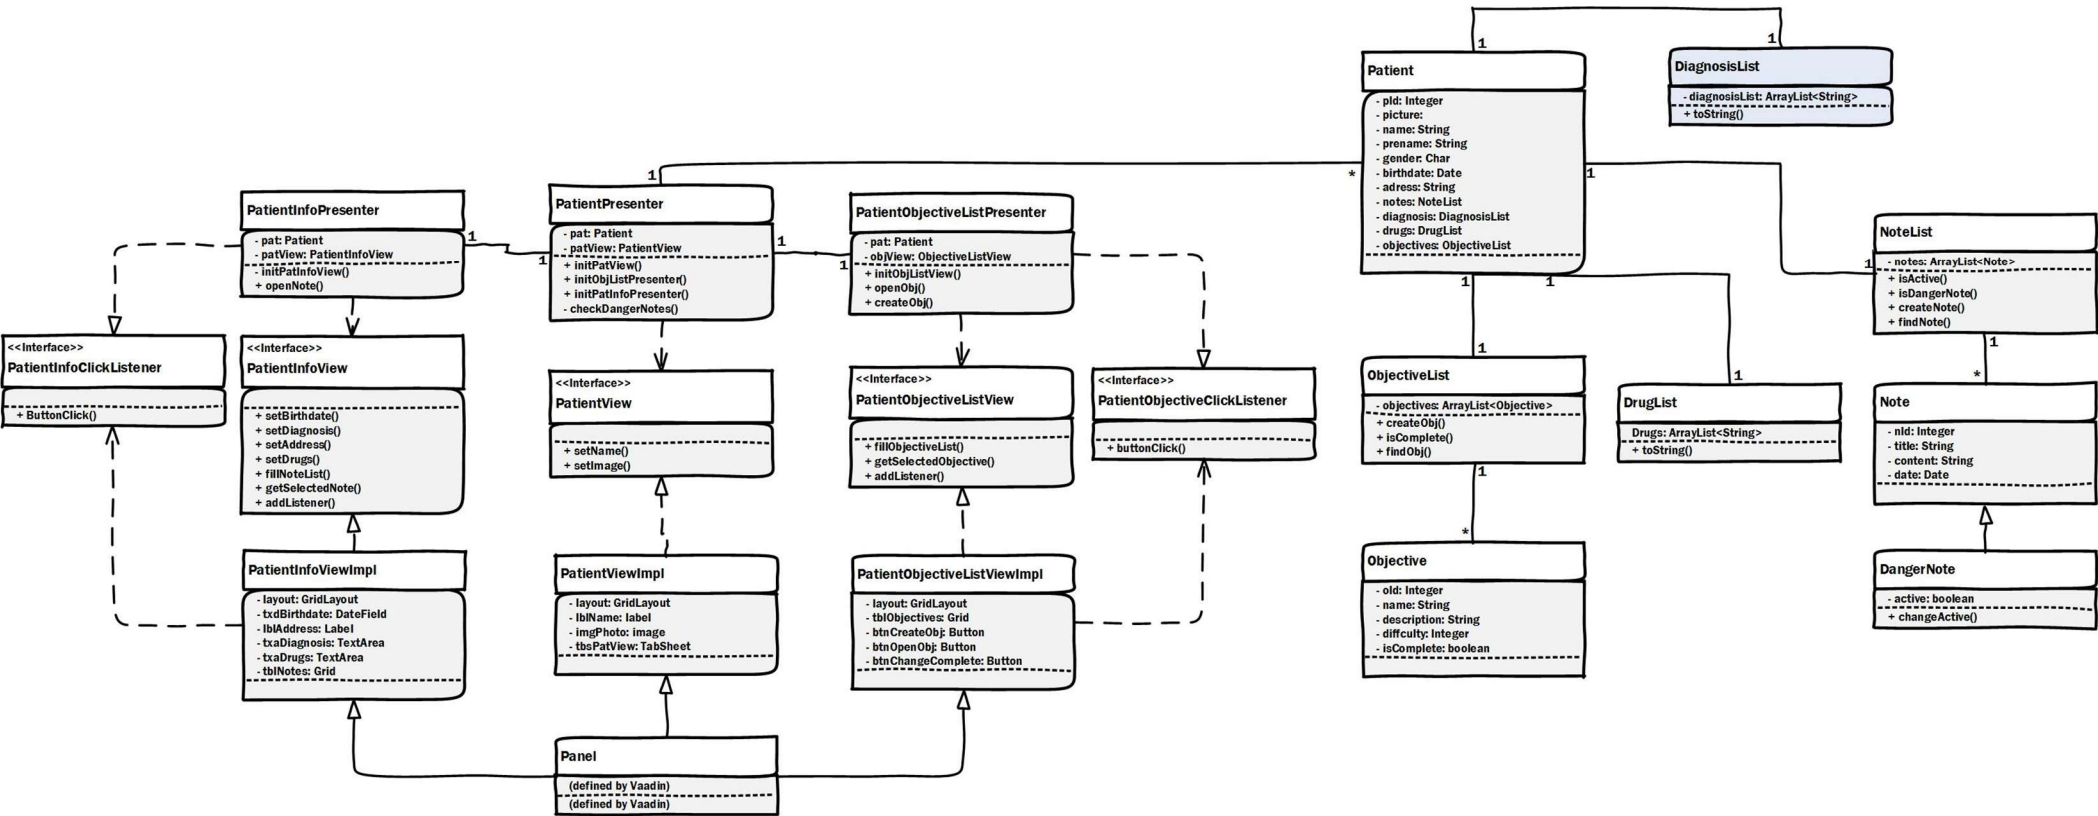 1
1
Patient
- pId: Integer
- picture:
- name: String
- prename: String
- gender: Char
- birthdate: Date
- adress: String
- notes: NoteList
- diagnosis: DiagnosisList
- drugs: DrugList
- objectives: ObjectiveList
DiagnosisList
- diagnosisList: ArrayList<String>
+ toString()
1
*
1
1
1
1
PatientInfoPresenter
- pat: Patient
- patView: PatientInfoView
- initPatInfoView()
+ openNote()
1
1
PatientPresenter
- pat: Patient
- patView: PatientView
+ initPatView()
+ initObjListPresenter()
+ initPatInfoPresenter()
- checkDangerNotes()
1
1
PatientObjectiveListPresenter
- pat: Patient
- objView: ObjectiveListView
+ initObjListView()
+ openObj()
+ createObj()
NoteList
- notes: ArrayList<Note>
+ isActive()
+ isDangerNote()
+ createNote()
+ findNote()
1
*
<<Interface>>
PatientInfoClickListener
+ ButtonClick()
<<Interface>>
PatientInfoView
+ setBirthdate()
+ setDiagnosis()
+ setAddress()
+ setDrugs()
+ fillNoteList()
+ getSelectedNote()
+ addListener()
<<Interface>>
PatientView
+ setName()
+ setImage()
<<Interface>>
PatientObjectiveListView
+ fillObjectiveList()
+ getSelectedObjective()
+ addListener()
<<Interface>>
PatientObjectiveClickListener
+ buttonClick()
1
ObjectiveList
- objectives: ArrayList<Objective>
+ createObj()
+ isComplete()
+ findObj()
1
*
1
DrugList
Drugs: ArrayList<String>
+ toString()
Note
- nId: Integer
- title: String
- content: String
- date: Date
PatientInfoViewImpl
- layout: GridLayout
- txdBirthdate: DateField
- lblAddress: Label
- txaDiagnosis: TextArea
- txaDrugs: TextArea
- tblNotes: Grid
PatientViewImpl
- layout: GridLayout
- lblName: label
- imgPhoto: image
- tbsPatView: TabSheet
PatientObjectiveListViewImpl
- layout: GridLayout
- tblObjectives: Grid
- btnCreateObj: Button
- btnOpenObj: Button
- btnChangeComplete: Button
Objective
- oId: Integer
- name: String
- description: String
- diffculty: Integer
- isComplete: boolean
DangerNote
- active: boolean
+ changeActive()
Panel
(defined by Vaadin)
(defined by Vaadin)